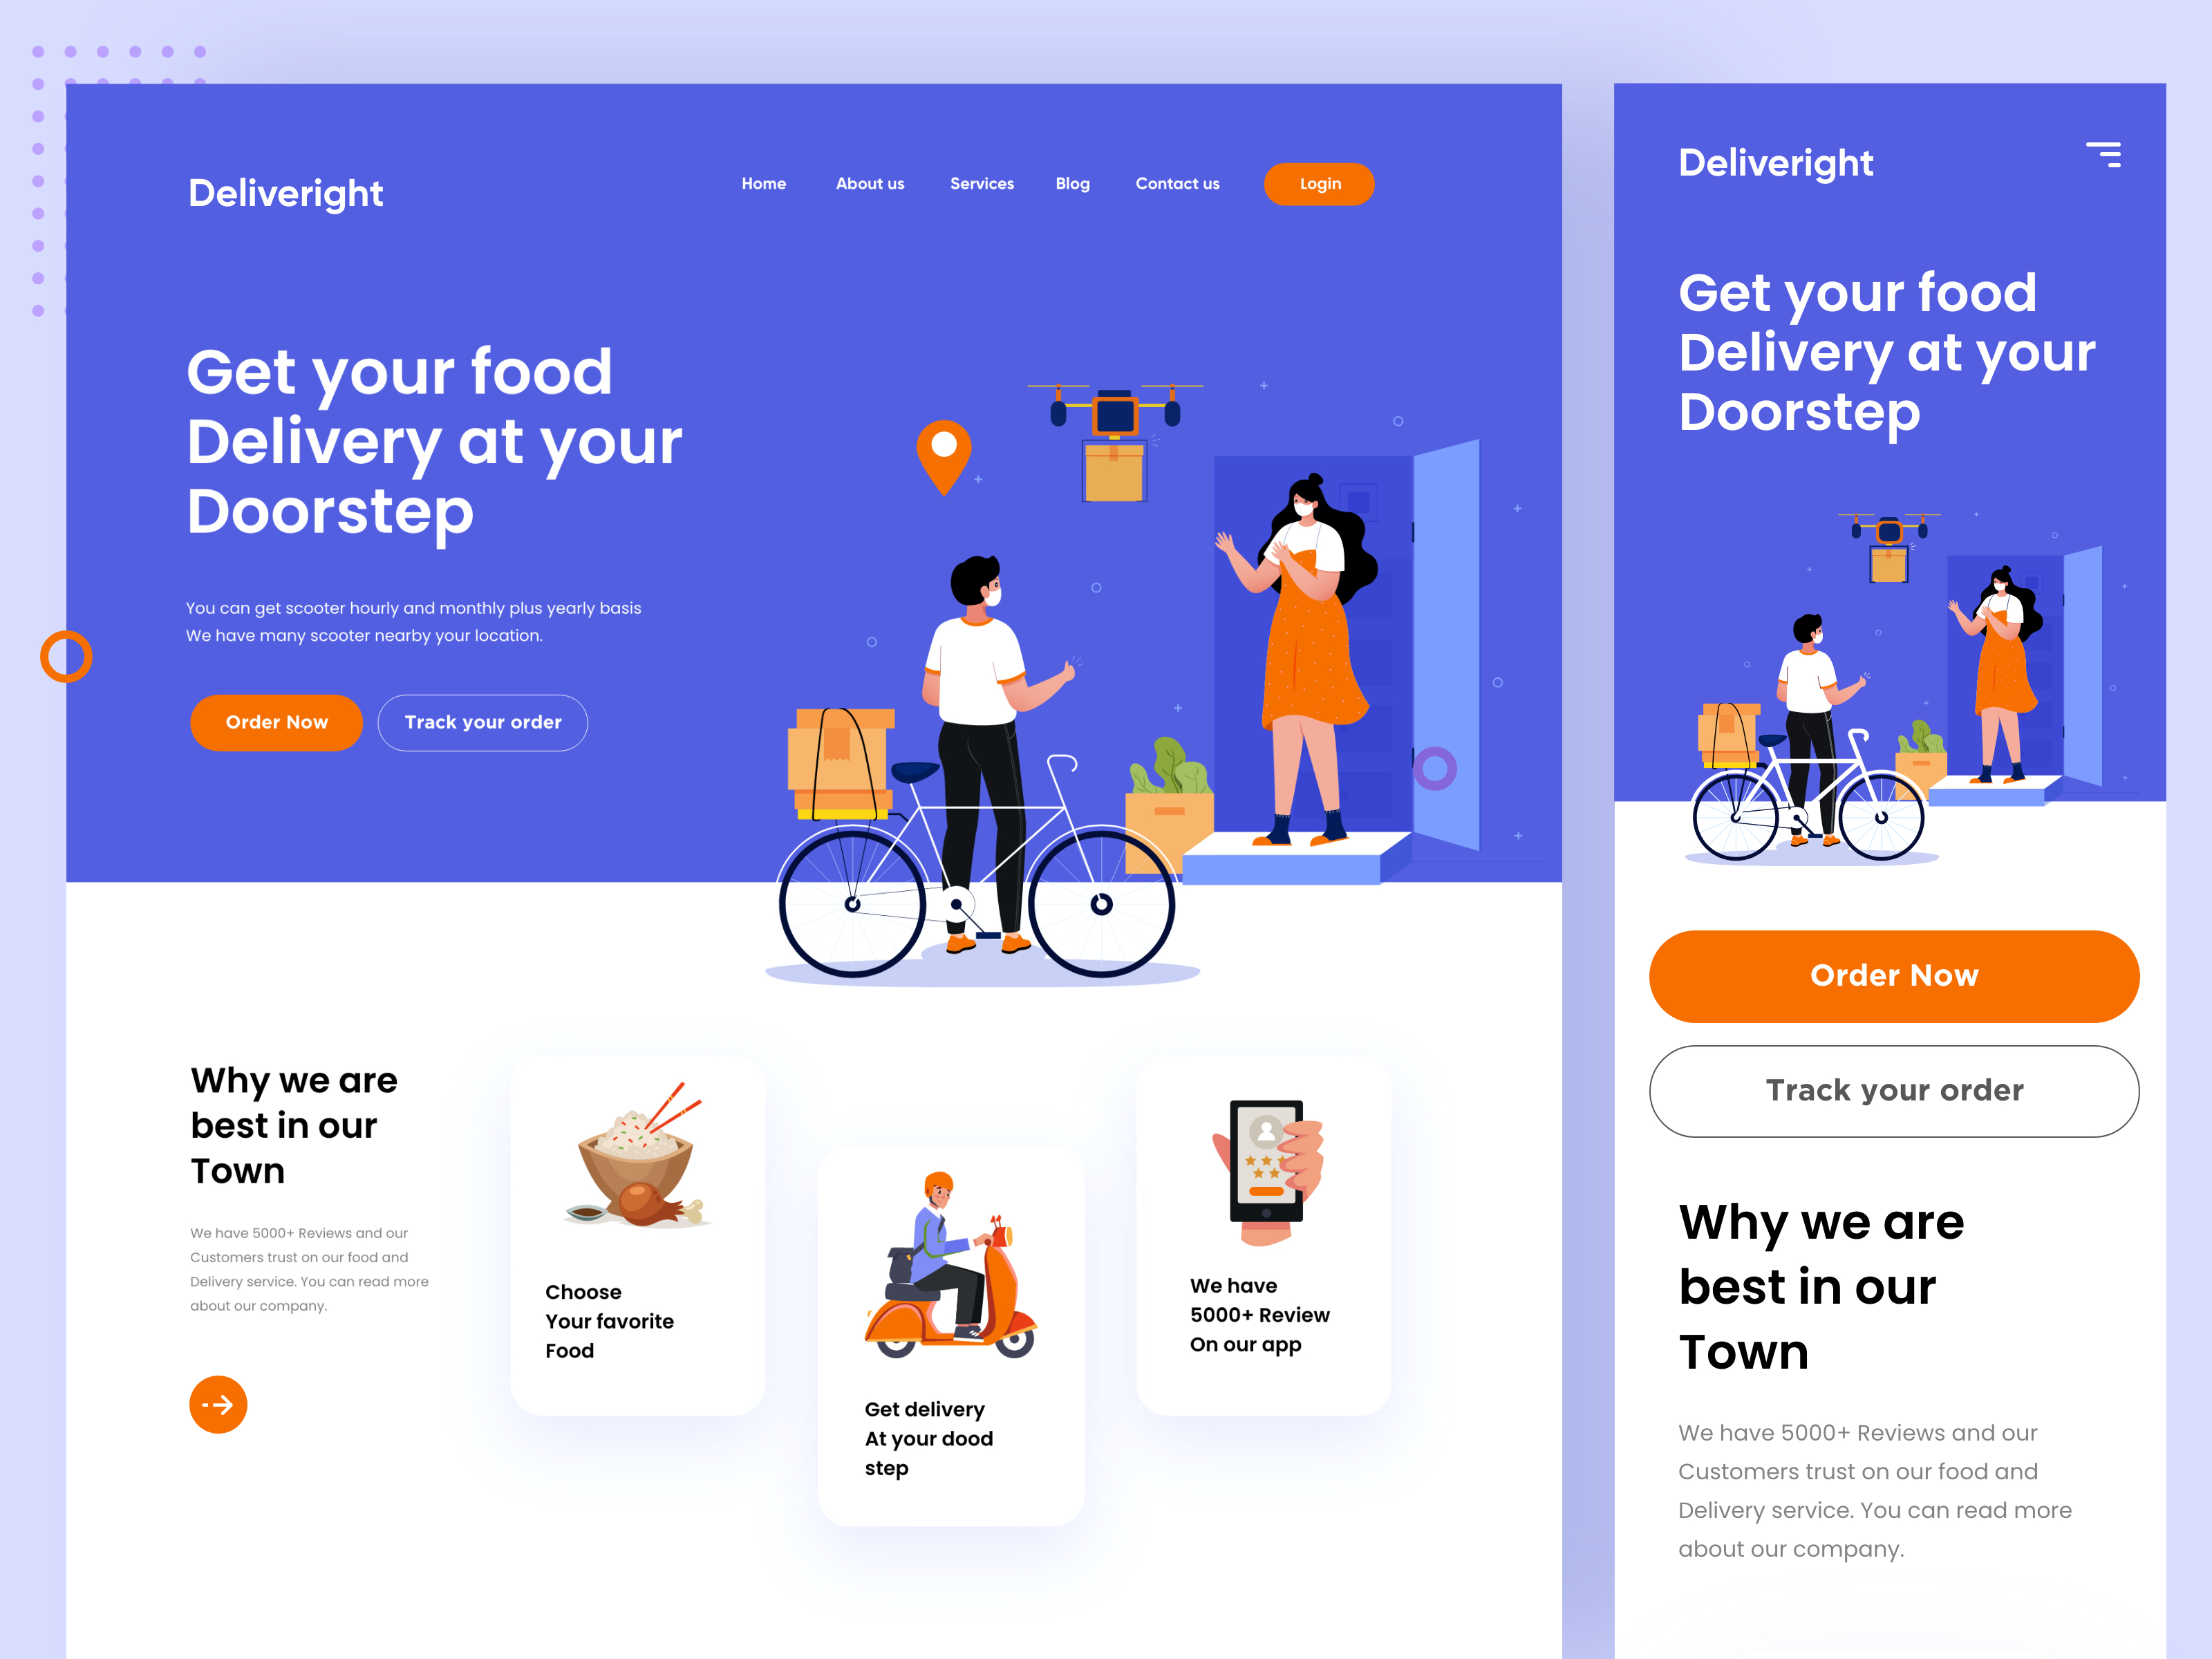 Deliveright
Home About us Services Blog Contact us Login
Get your food
Delivery at your
Doorstep
You can get scooter hourly and monthly plus yearly basis
We have many scooter nearby your location.
Order Now Track your order
Why we are
best in our
Town
We have 5000+ Reviews and our
Customers trust on our food and
Delivery service. You can read more
about our company.
Choose
Your favorite
Food
Get delivery
At your dood
step
We have
5000+ Review
On our app
Deliveright
Get your food
Delivery at your
Doorstep
Order Now
Track your order
Why we are
best in our
Town
We have 5000+ Reviews and our
Customers trust on our food and
Delivery service. You can read more
about our company.